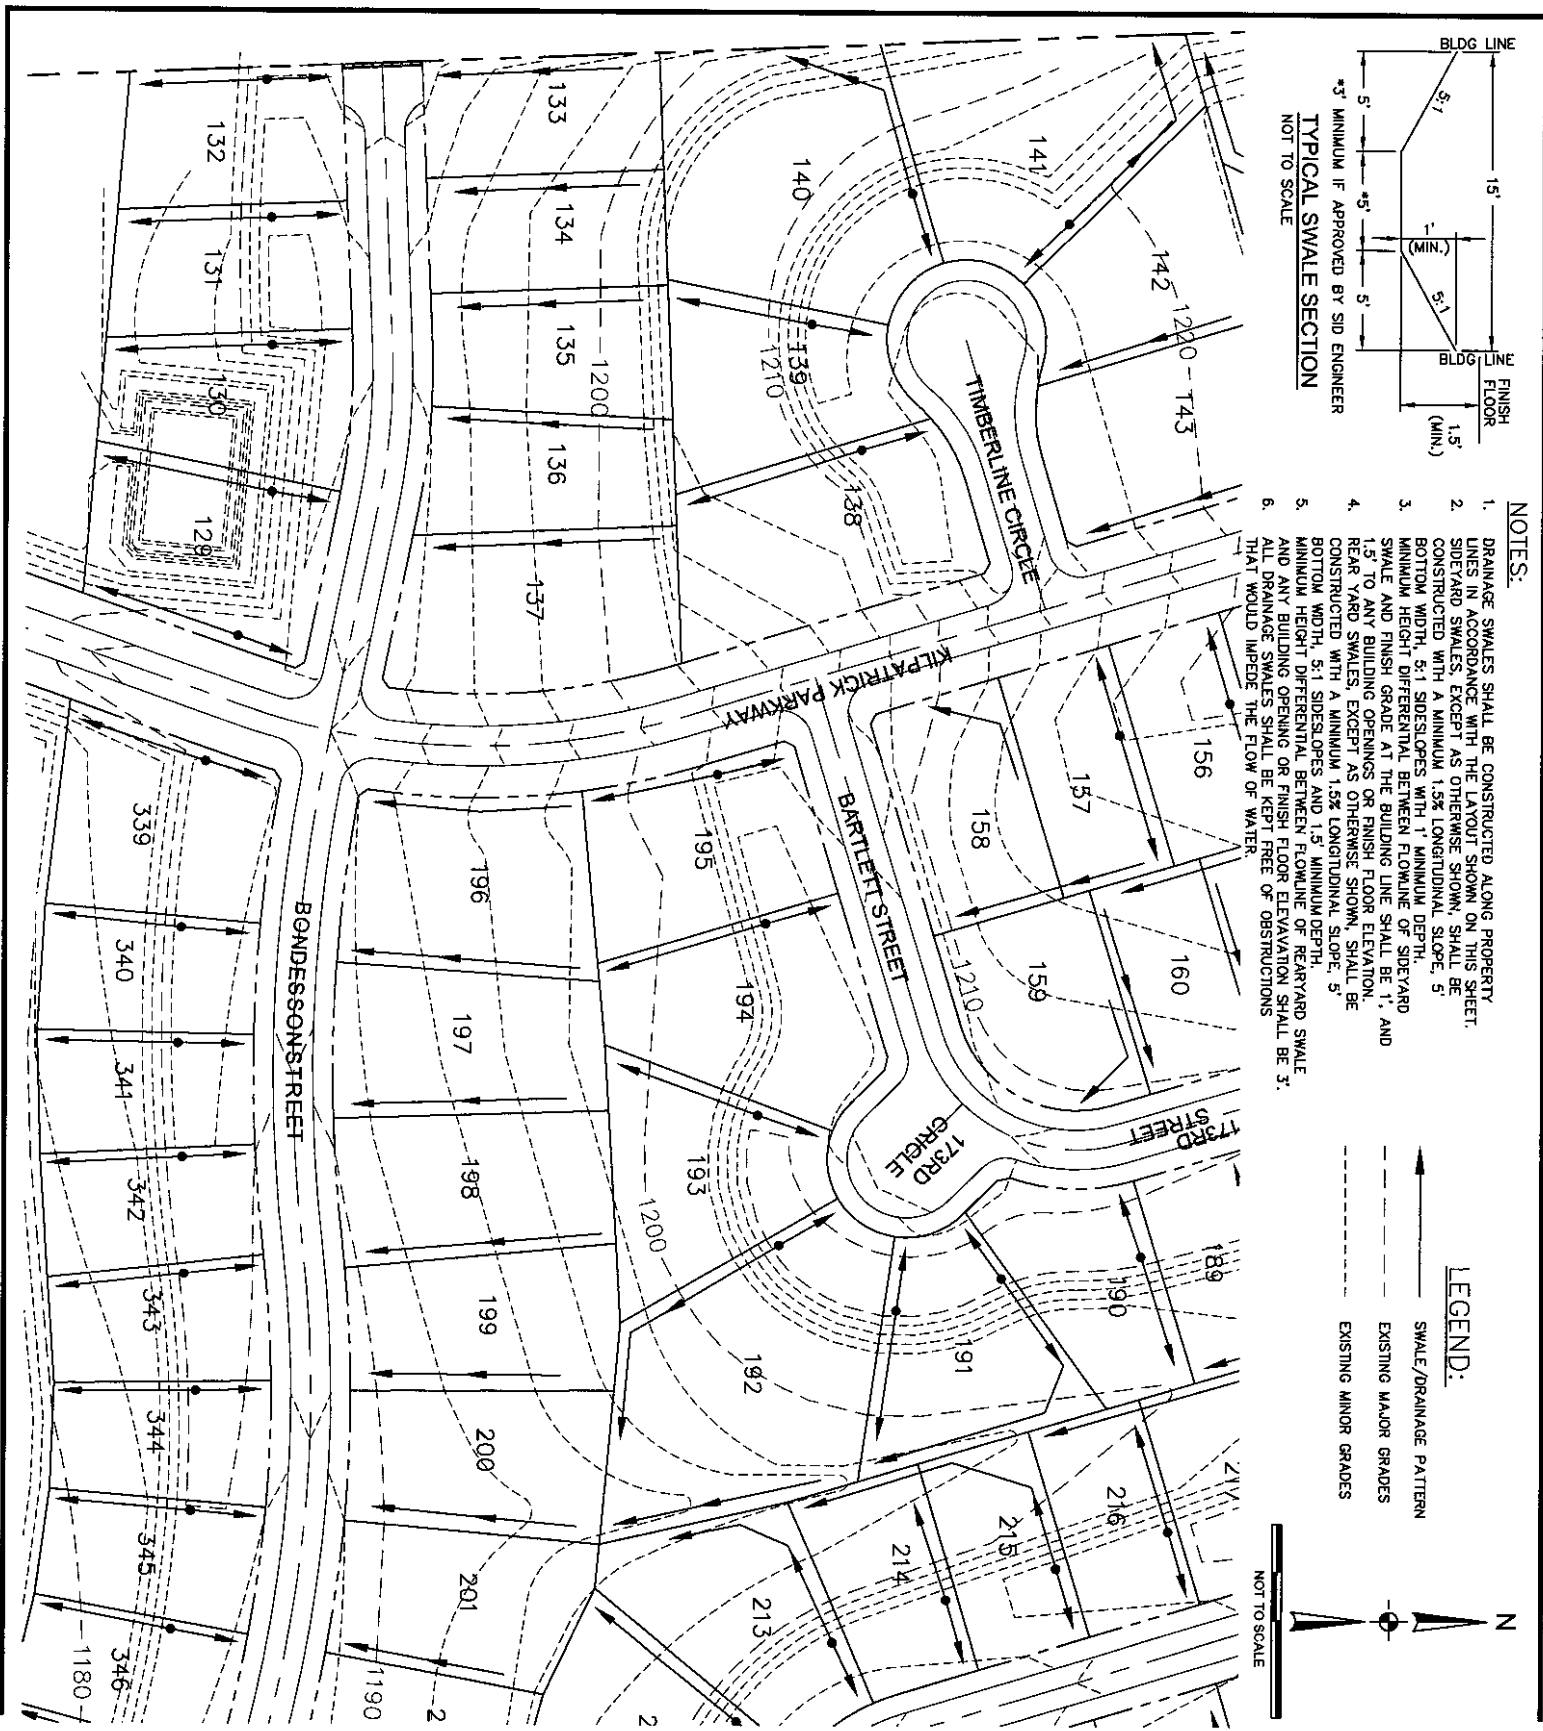 BLDG LINE
15'
5:1
1'
(MIN.)
5:1
BLDG LINE
FINISH
FLOOR
1.5'
(MIN.)
5'
*5'
5'
*3' MINIMUM IF APPROVED BY SID ENGINEER
TYPICAL SWALE SECTION
NOT TO SCALE
NOTES:
1. DRAINAGE SWALES SHALL BE CONSTRUCTED ALONG PROPERTY
LINES IN ACCORDANCE WITH THE LAYOUT SHOWN ON THIS SHEET.
2. SIDEYARD SWALES, EXCEPT AS OTHERWISE SHOWN, SHALL BE
CONSTRUCTED WITH A MINIMUM 1.5% LONGITUDINAL SLOPE, 5'
BOTTOM WIDTH, 5:1 SIDESLOPES WITH 1' MINIMUM DEPTH.
3. MINIMUM HEIGHT DIFFERENTIAL BETWEEN FLOWLINE OF SIDEYARD
SWALE AND FINISH GRADE AT THE BUILDING LINE SHALL BE 1', AND
1.5' TO ANY BUILDING OPENINGS OR FINISH FLOOR ELEVATION.
4. REAR YARD SWALES, EXCEPT AS OTHERWISE SHOWN, SHALL BE
CONSTRUCTED WITH A MINIMUM 1.5% LONGITUDINAL SLOPE, 5'
BOTTOM WIDTH, 5:1 SIDESLOPES AND 1.5' MINIMUM DEPTH.
5. MINIMUM HEIGHT DIFFERENTIAL BETWEEN FLOWLINE OF REARYARD SWALE
AND ANY BUILDING OPENING OR FINISH FLOOR ELEVAVATION SHALL BE 3'.
6. ALL DRAINAGE SWALES SHALL BE KEPT FREE OF OBSTRUCTIONS
THAT WOULD IMPEDE THE FLOW OF WATER.
LEGEND:
SWALE/DRAINAGE PATTERN
EXISTING MAJOR GRADES
EXISTING MINOR GRADES
N
NOT TO SCALE
141
142
1220
143
156
157
158
159
160
1210
173RD
STREET
189
190
191
216
215
214
213
140
139
1210
138
TIMBERLINE CIRCLE
KILPATRICK PARKWAY
BARTLETT STREET
173RD
CRICLE
195
194
193
192
1200
133
134
135
1200
136
137
196
197
198
199
200
201
1190
2
2
132
131
130
129
BONDESSON STREET
339
340
341
342
343
344
345
346
1180